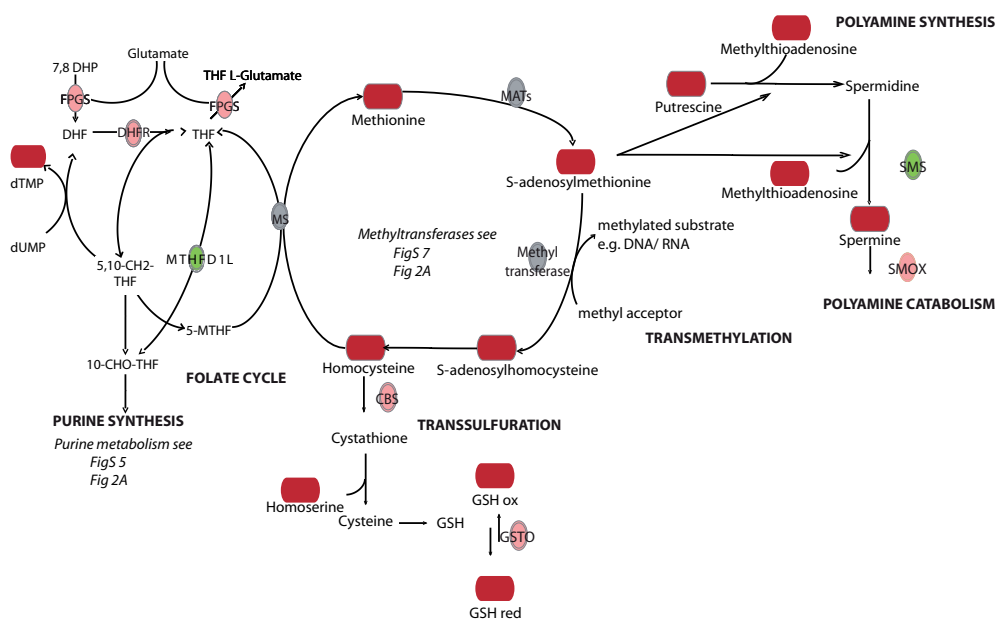 POLYAMINE SYNTHESIS
Methylthioadenosine
Glutamate
7,8 DHP
THF L-Glutamate
FPGS
FPGS
MATs
Putrescine
Spermidine
Methionine
DHF
DHFR
THF
dTMP
S-adenosylmethionine
Methylthioadenosine
SMS
MS
methylated substrate
e.g. DNA/ RNA
Methyltransferases see
FigS 7
Fig 2A
Methyl
transferase
dUMP
Spermine
SMOX
5,10-CH2-
THF
MTHFD1L
POLYAMINE CATABOLISM
methyl acceptor
5-MTHF
TRANSMETHYLATION
10-CHO-THF
FOLATE CYCLE
Homocysteine
S-adenosylhomocysteine
CBS
PURINE SYNTHESIS
Purine metabolism see
FigS 5
Fig 2A
TRANSSULFURATION
Cystathione
Homoserine
GSH ox
Cysteine
GSH
GSTO
GSH red